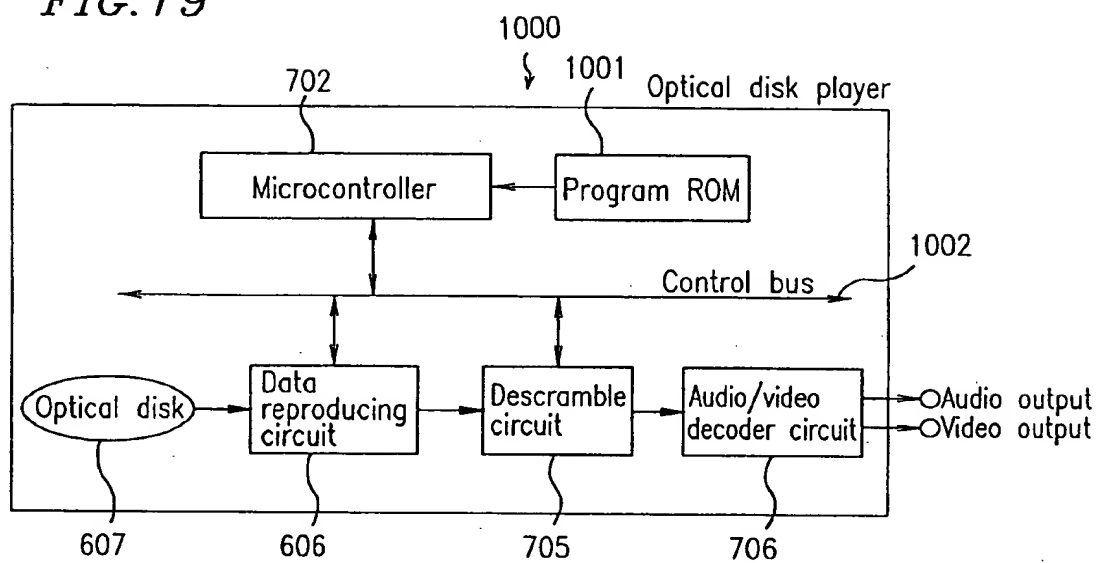 FIG. 19
1000
702
1001
Optical disk player
Microcontroller
Program ROM
1002
Control bus
Optical disk
Data
reproducing
circuit
Descramble
circuit
Audio/video
decoder circuit
Audio output
Video output
607
606
705
706